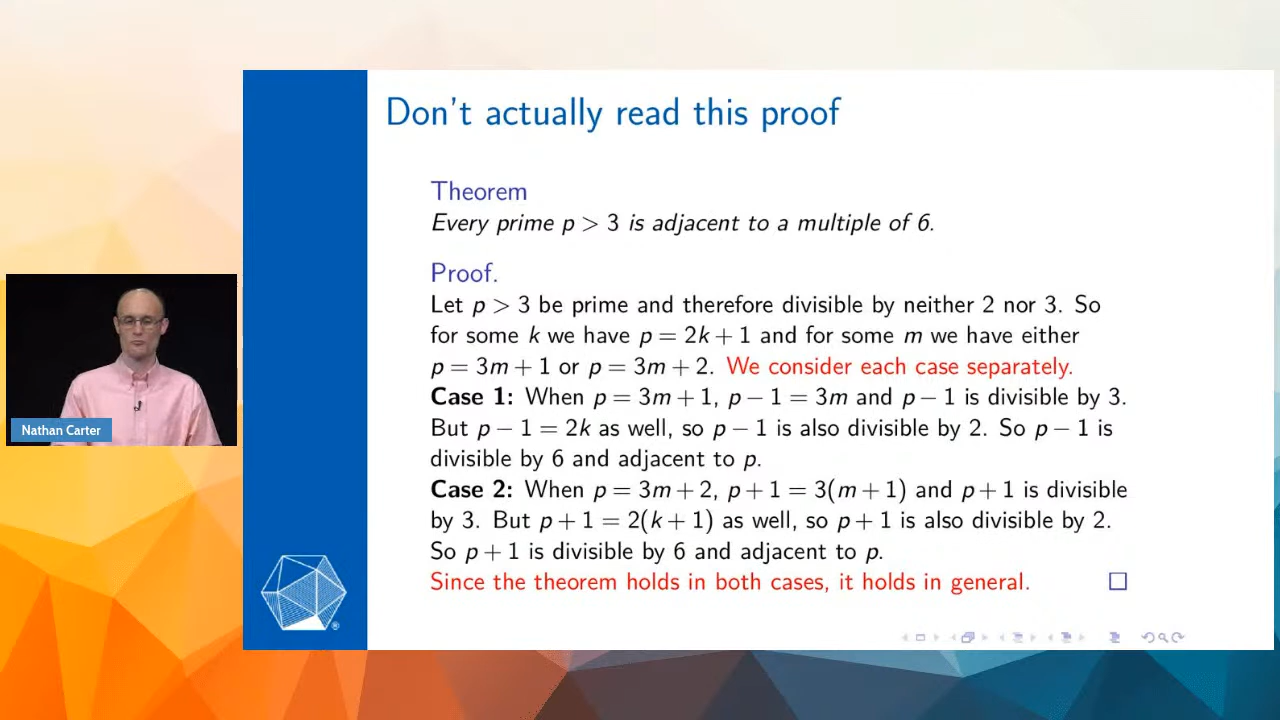 Don't actually read this proof
Theorem
Every prime p > 3 is adjacent to a multiple of 6.
Proof.
Let p > 3 be prime and therefore divisible by neither 2 nor 3. So
for some k we have p = 2k + 1 and for some m we have either
p = 3m + 1 or p = 3m + 2. We consider each case separately.
Case 1: When p = 3m + 1, p − 1 = 3m and p − 1 is divisible by 3.
But p − 1 = 2k as well, so p − 1 is also divisible by 2. So p − 1 is
divisible by 6 and adjacent to p.
Case 2: When p = 3m + 2, p + 1 = 3(m + 1) and p + 1 is divisible
by 3. But p + 1 = 2(k + 1) as well, so p + 1 is also divisible by 2.
So p + 1 is divisible by 6 and adjacent to p.
Since the theorem holds in both cases, it holds in general. □
Nathan Carter
®